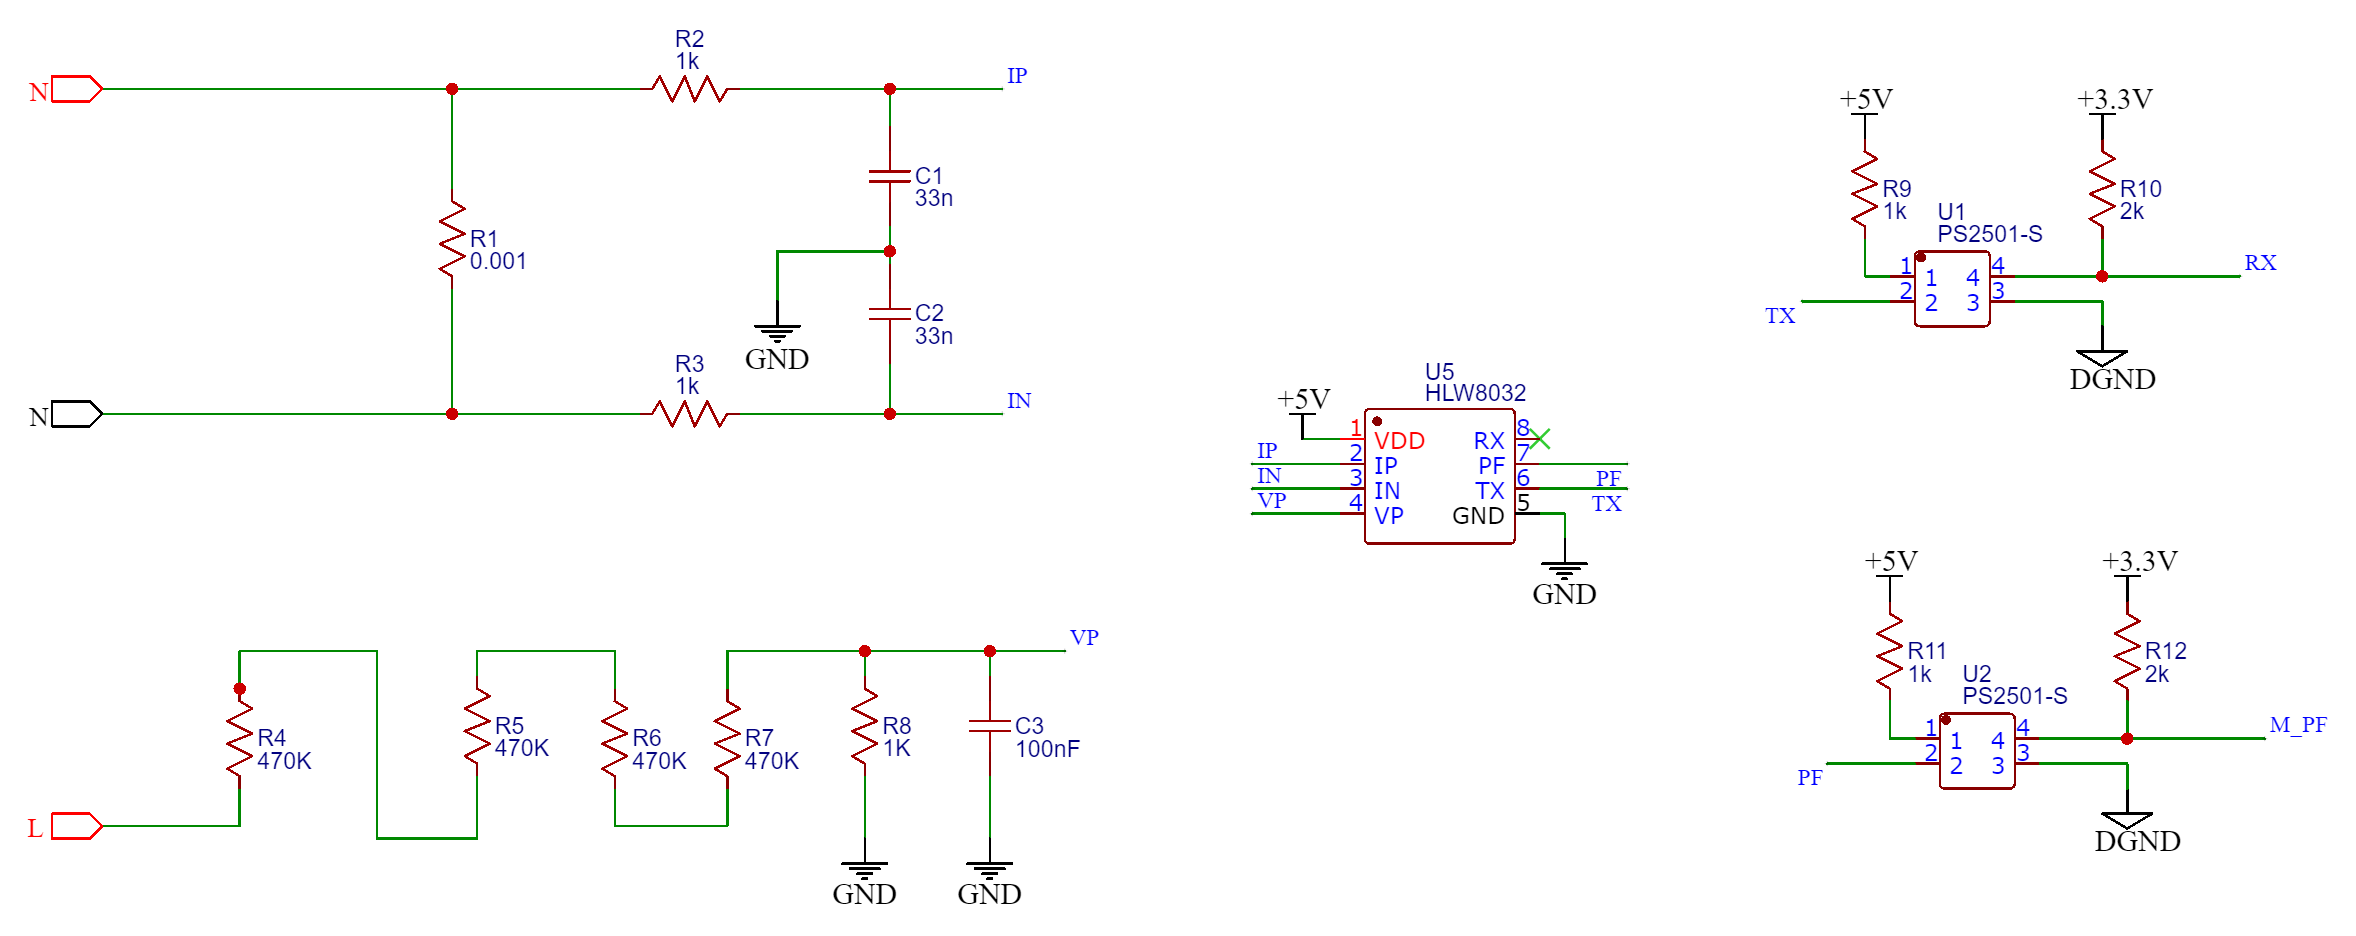 N
R2
1k
IP
C1
33n
R1
0.001
GND
C2
33n
R3
1k
N
IN
L
R4
470K
R5
470K
R6
470K
R7
470K
R8
1K
C3
100nF
VP
GND
GND
U5
HLW8032
+5V
IP
IN
VP
1
2
3
4
VDD
IP
IN
VP
RX
PF
TX
GND
8
7
6
5
PF
TX
GND
+5V
+3.3V
R9
1k
R10
2k
U1
PS2501-S
1
2
1
2
4
3
4
3
TX
RX
DGND
+5V
+3.3V
R11
1k
R12
2k
U2
PS2501-S
1
2
1
2
4
3
4
3
PF
M_PF
DGND